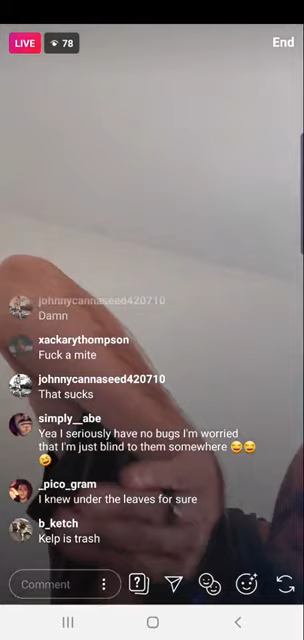 LIVE
78
End
johnnycannaseed420710
Damn
xackarythompson
Fuck a mite
johnnycannaseed420710
That sucks
simply__abe
Yea I seriously have no bugs I'm worried
that I'm just blind to them somewhere 😂😂
🤪
_pico_gram
I knew under the leaves for sure
b_ketch
Kelp is trash
Comment